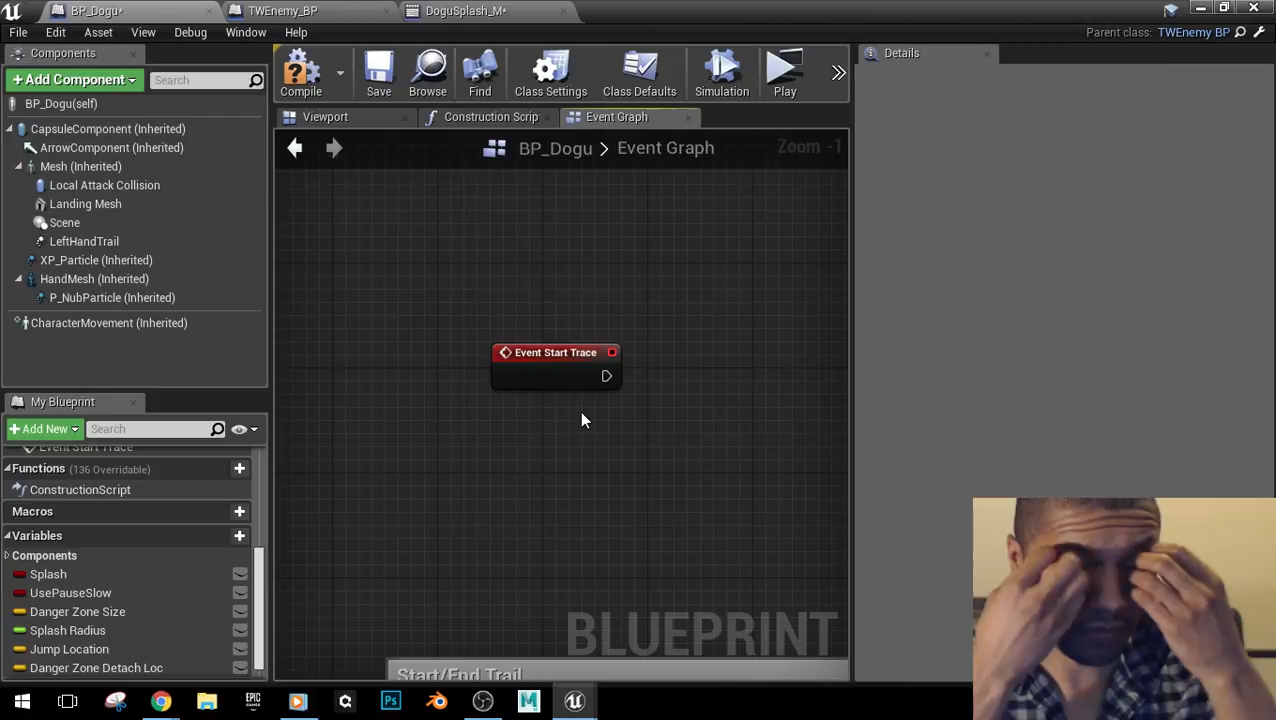 BP_Dogu*
TWEnemy_BP
DoguSplash_M*
File Edit Asset View Debug Window Help
Parent class: TWEnemy BP
Components
+Add Component
Search
BP_Dogu(self)
CapsuleComponent (Inherited)
ArrowComponent (Inherited)
Mesh (Inherited)
Local Attack Collision
Landing Mesh
Scene
LeftHandTrail
XP_Particle (Inherited)
HandMesh (Inherited)
P_NubParticle (Inherited)
CharacterMovement (Inherited)
My Blueprint
+Add New
Search
Event Start Trace
Functions (136 Overridable)
ConstructionScript
Macros
Variables
Components
Splash
UsePauseSlow
Danger Zone Size
Splash Radius
Jump Location
Danger Zone Detach Loc
Compile Save Browse Find Class Settings Class Defaults Simulation Play
Viewport
Construction Scrip
Event Graph
BP_Dogu > Event Graph
Zoom -1
Event Start Trace
BLUEPRINT
Start/End Trail
Details
EPIC
GAMES
Ps
M